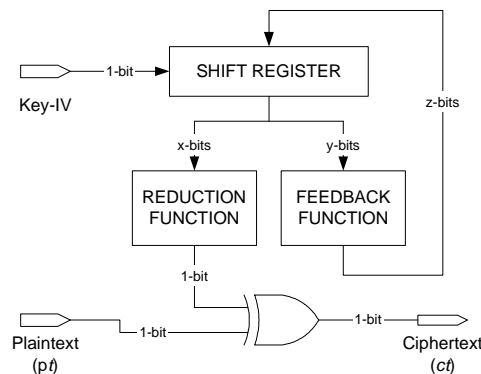 SHIFT REGISTER
1-bit
Key-IV
z-bits
x-bits
y-bits
REDUCTION
FUNCTION
FEEDBACK
FUNCTION
1-bit
1-bit
1-bit
Plaintext
(pt)
Ciphertext
(ct)